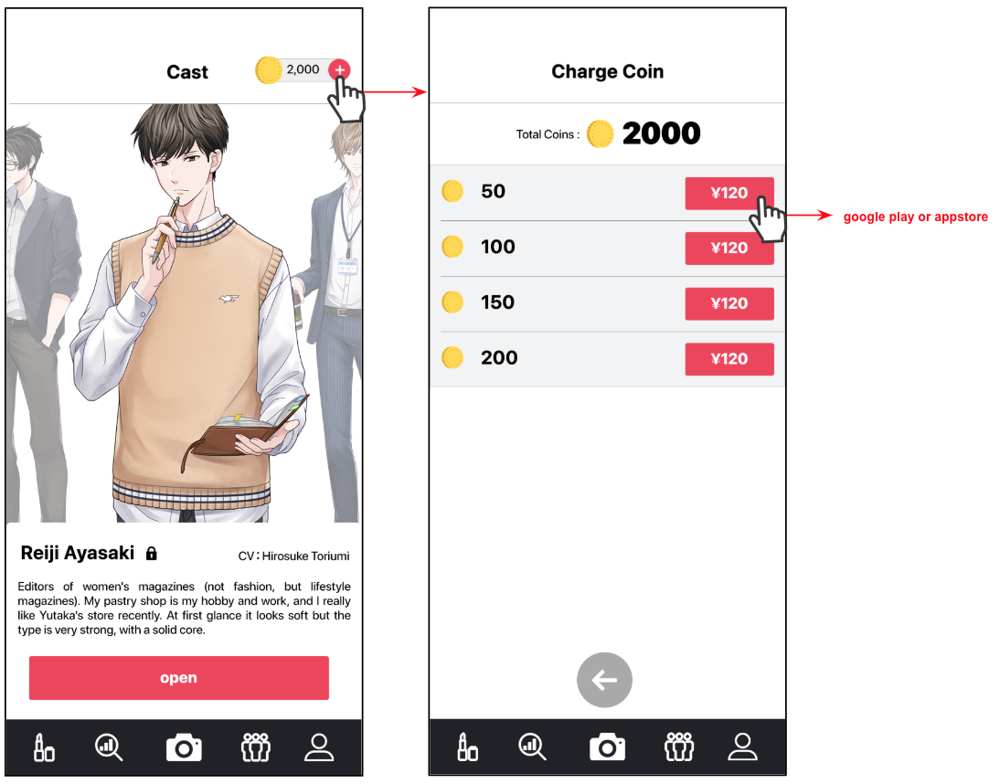 Cast
2,000
Reiji Ayasaki
CV：Hirosuke Toriumi
Editors of women's magazines (not fashion, but lifestyle
magazines). My pastry shop is my hobby and work, and I really
like Yutaka's store recently. At first glance it looks soft but the
type is very strong, with a solid core.
open
Charge Coin
Total Coins : 2000
50 ¥120
100 ¥120
150 ¥120
200 ¥120
google play or appstore